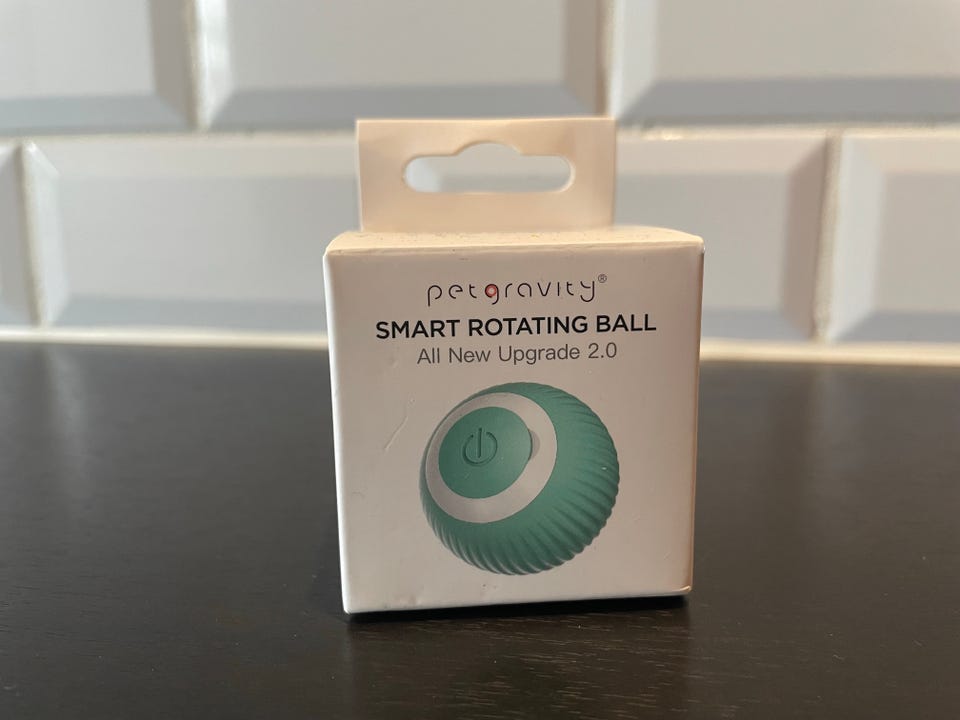 petgravity®
SMART ROTATING BALL
All New Upgrade 2.0